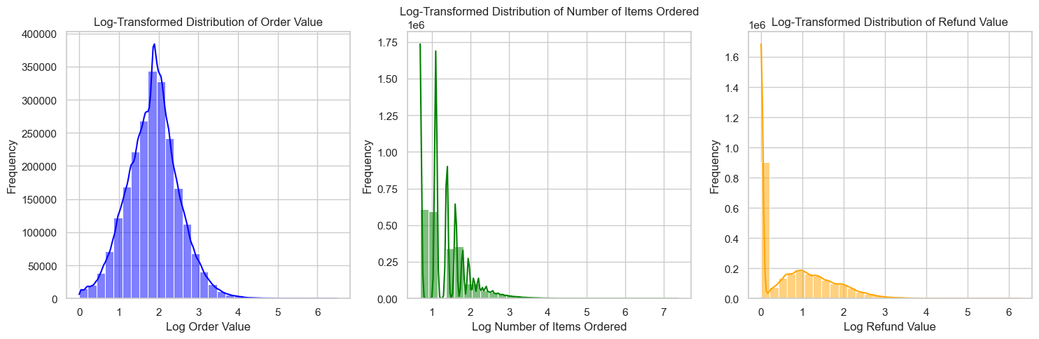 Log-Transformed Distribution of Order Value
400000
350000
300000
250000
200000
150000
100000
50000
0
Frequency
0 1 2 3 4 5 6
Log Order Value
Log-Transformed Distribution of Number of Items Ordered
1e6
1.75
1.50
1.25
1.00
0.75
0.50
0.25
0.00
Frequency
1 2 3 4 5 6 7
Log Number of Items Ordered
Log-Transformed Distribution of Refund Value
1e6
1.6
1.4
1.2
1.0
0.8
0.6
0.4
0.2
0.0
Frequency
0 1 2 3 4 5 6
Log Refund Value